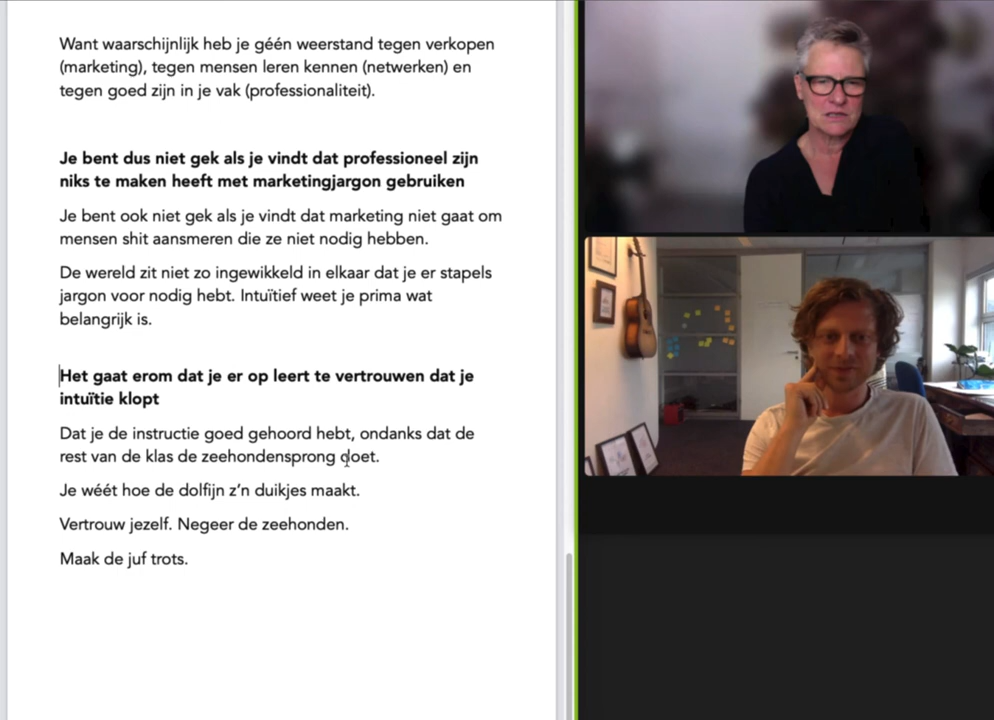 Want waarschijnlijk heb je géén weerstand tegen verkopen
(marketing), tegen mensen leren kennen (netwerken) en
tegen goed zijn in je vak (professionaliteit).
Je bent dus niet gek als je vindt dat professioneel zijn
niks te maken heeft met marketingjargon gebruiken
Je bent ook niet gek als je vindt dat marketing niet gaat om
mensen shit aansmeren die ze niet nodig hebben.
De wereld zit niet zo ingewikkeld in elkaar dat je er stapels
jargon voor nodig hebt. Intuïtief weet je prima wat
belangrijk is.
Het gaat erom dat je er op leert te vertrouwen dat je
intuïtie klopt
Dat je de instructie goed gehoord hebt, ondanks dat de
rest van de klas de zeehondensprong doet.
Je wéét hoe de dolfijn z’n duikjes maakt.
Vertrouw jezelf. Negeer de zeehonden.
Maak de juf trots.